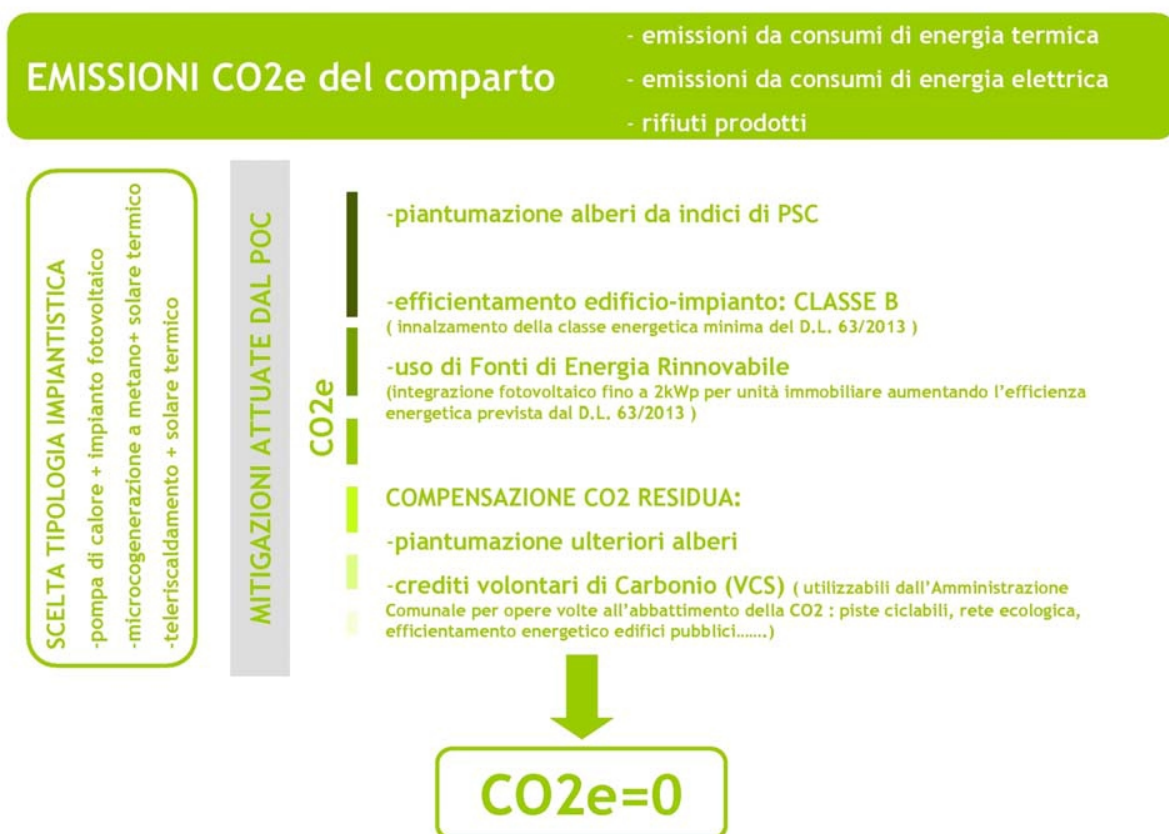 EMISSIONI CO2e del comparto
- emissioni da consumi di energia termica
- emissioni da consumi di energia elettrica
- rifiuti prodotti
SCELTA TIPOLOGIA IMPIANTISTICA
-pompa di calore + impianto fotovoltaico
-microcogenerazione a metano+ solare termico
-teleriscaldamento + solare termico
MITIGAZIONI ATTUATE DAL POC
CO2e
-piantumazione alberi da indici di PSC
-efficientamento edificio-impianto: CLASSE B
( innalzamento della classe energetica minima del D.L. 63/2013 )
-uso di Fonti di Energia Rinnovabile
(integrazione fotovoltaico fino a 2kWp per unità immobiliare aumentando l'efficienza
energetica prevista dal D.L. 63/2013 )
COMPENSAZIONE CO2 RESIDUA:
-piantumazione ulteriori alberi
-crediti volontari di Carbonio (VCS) ( utilizzabili dall'Amministrazione
Comunale per opere volte all'abbattimento della CO2 : piste ciclabili, rete ecologica,
efficientamento energetico edifici pubblici…….)
CO2e=0